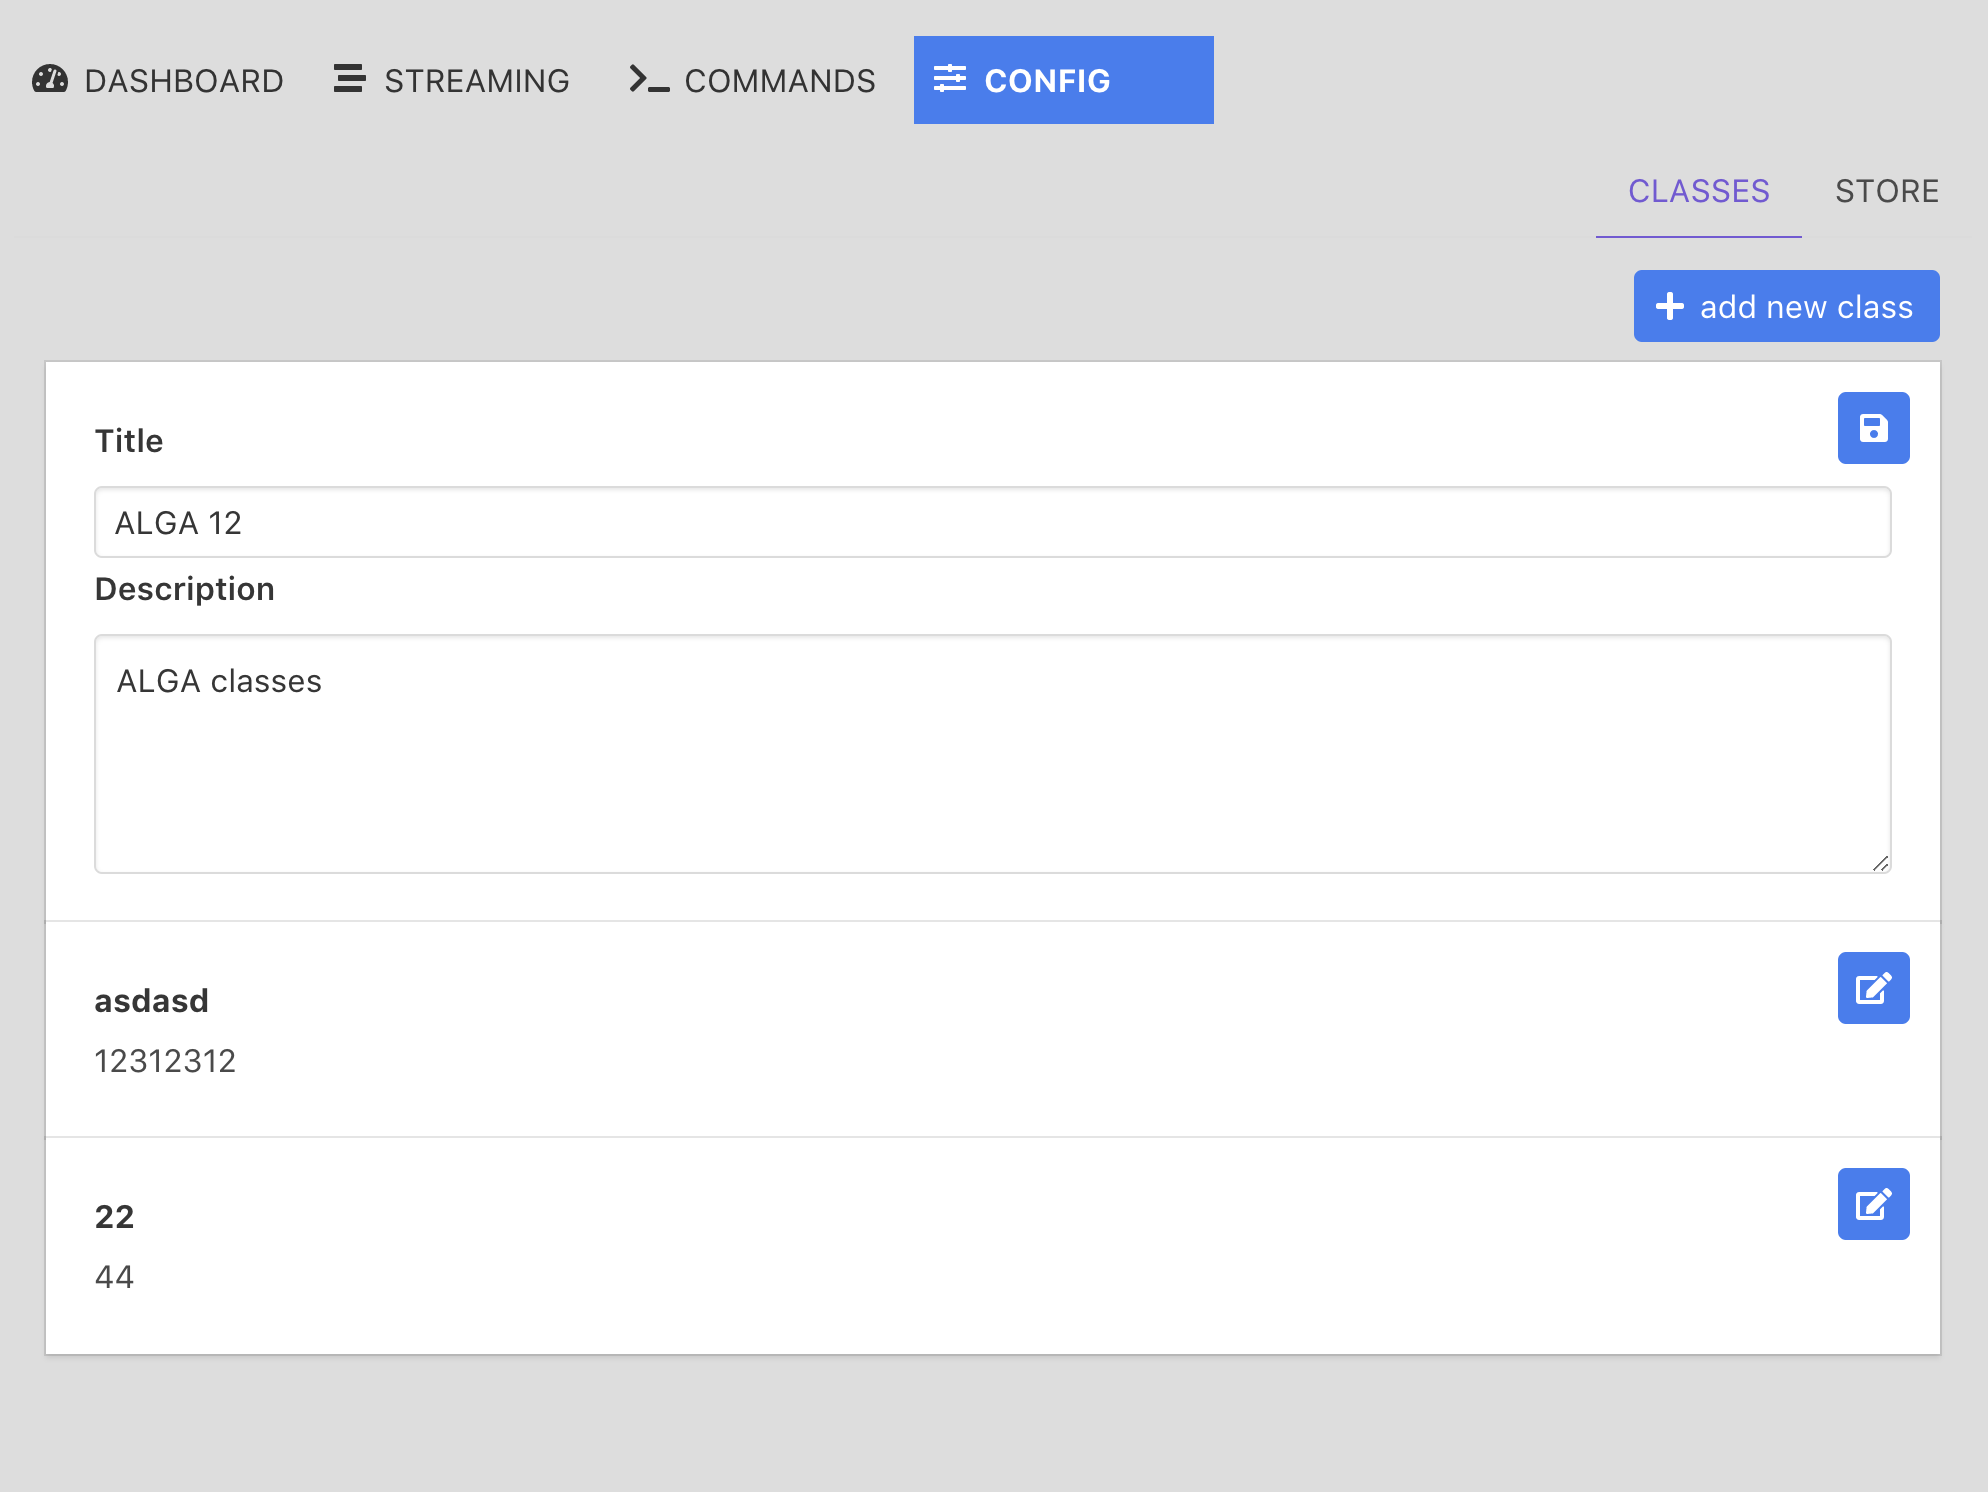 DASHBOARD STREAMING COMMANDS CONFIG
CLASSES STORE
add new class
Title
ALGA 12
Description
ALGA classes
asdasd
12312312
22
44